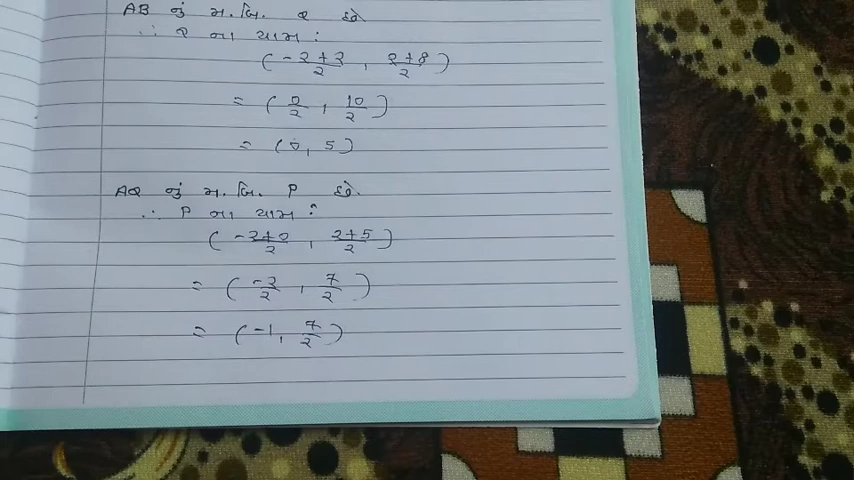 AB નું મ.બિ. Q છે
∴ Q ના યામ :
( -2+2/2 , 2+8/2 )
= ( 0/2 , 10/2 )
= (0, 5)
AQ નું મ.બિ. P છે.
∴ P ના યામ :
( -2+0/2 , 2+5/2 )
= ( -2/2 , 7/2 )
= ( -1, 7/2 )